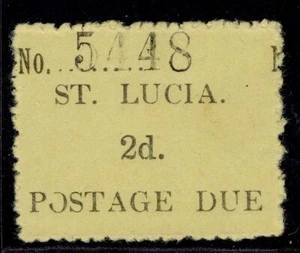 No. 5448
ST. LUCIA.
2d.
POSTAGE DUE